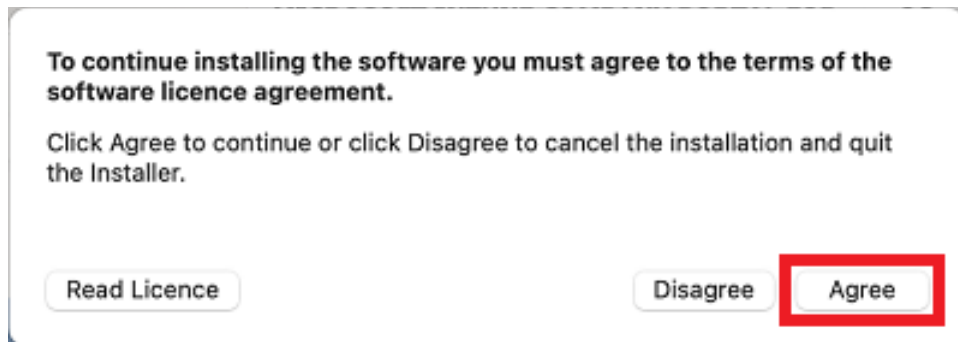 To continue installing the software you must agree to the terms of the
software licence agreement.
Click Agree to continue or click Disagree to cancel the installation and quit
the Installer.
Read Licence
Disagree
Agree